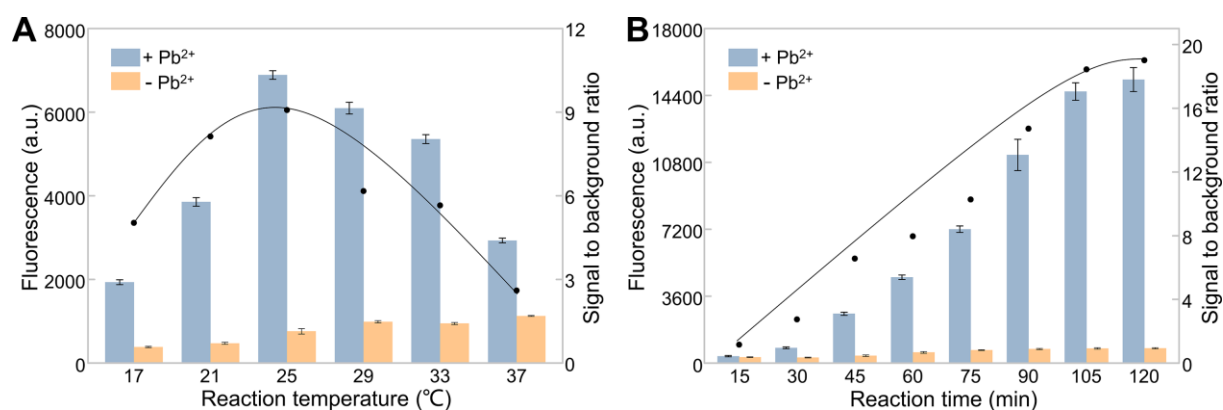 A
Fluorescence (a.u.)
8000
6000
4000
2000
0
+ Pb²⁺
- Pb²⁺
12
9
6
3
0
Signal to background ratio
17 21 25 29 33 37
Reaction temperature (℃)
B
Fluorescence (a.u.)
18000
14400
10800
7200
3600
0
+ Pb²⁺
- Pb²⁺
20
16
12
8
4
0
Signal to background ratio
15 30 45 60 75 90 105 120
Reaction time (min)